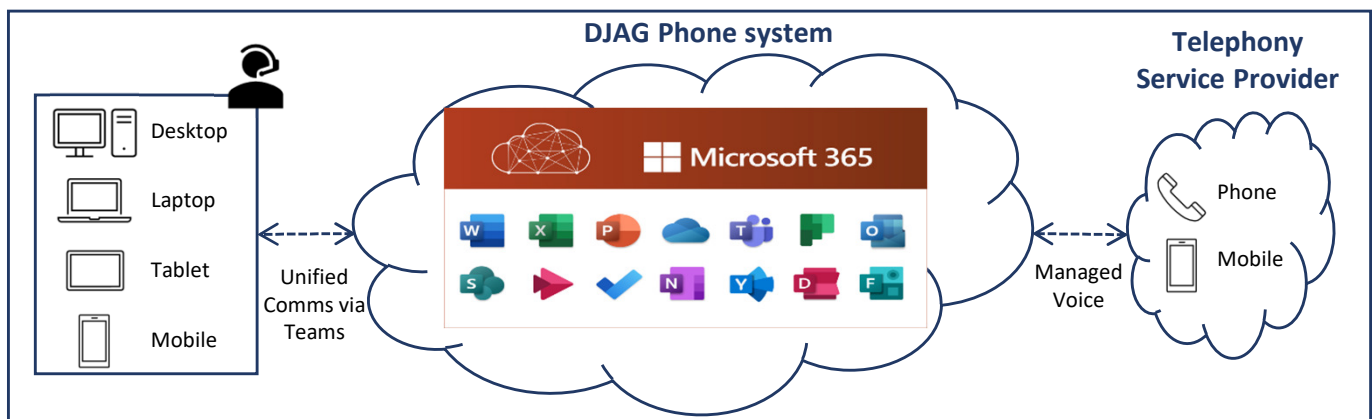 DJAG Phone system
Telephony
Service Provider
Desktop
Laptop
Tablet
Mobile
Unified
Comms via
Teams
Microsoft 365
W
X
P
T
O
S
N
Y
D
F
Managed
Voice
Phone
Mobile